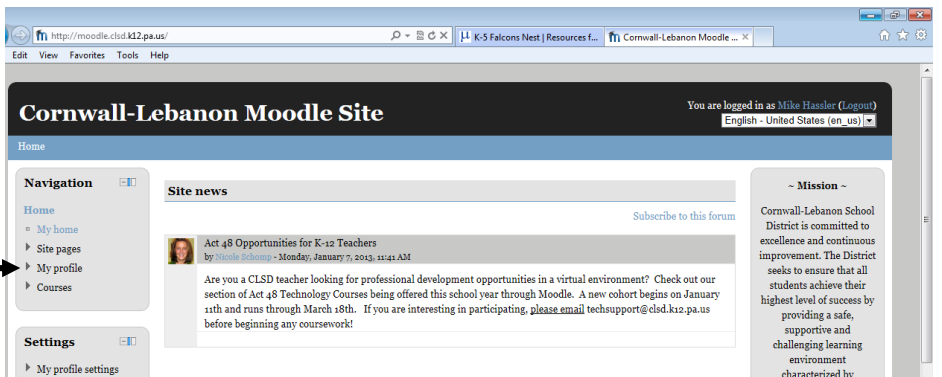 http://moodle.clsd.k12.pa.us/
K-5 Falcons Nest | Resources f...
Cornwall-Lebanon Moodle ...
Edit View Favorites Tools Help
Cornwall-Lebanon Moodle Site
You are logged in as Mike Hassler (Logout)
English - United States (en_us)
Home
Navigation
Home
My home
Site pages
My profile
Courses
Settings
My profile settings
Site news
Subscribe to this forum
Act 48 Opportunities for K-12 Teachers
by Nicole Schomp - Monday, January 7, 2013, 11:41 AM
Are you a CLSD teacher looking for professional development opportunities in a virtual environment? Check out our
section of Act 48 Technology Courses being offered this school year through Moodle. A new cohort begins on January
11th and runs through March 18th. If you are interesting in participating, please email techsupport@clsd.k12.pa.us
before beginning any coursework!
~ Mission ~
Cornwall-Lebanon School
District is committed to
excellence and continuous
improvement. The District
seeks to ensure that all
students achieve their
highest level of success by
providing a safe,
supportive and
challenging learning
environment
characterized by